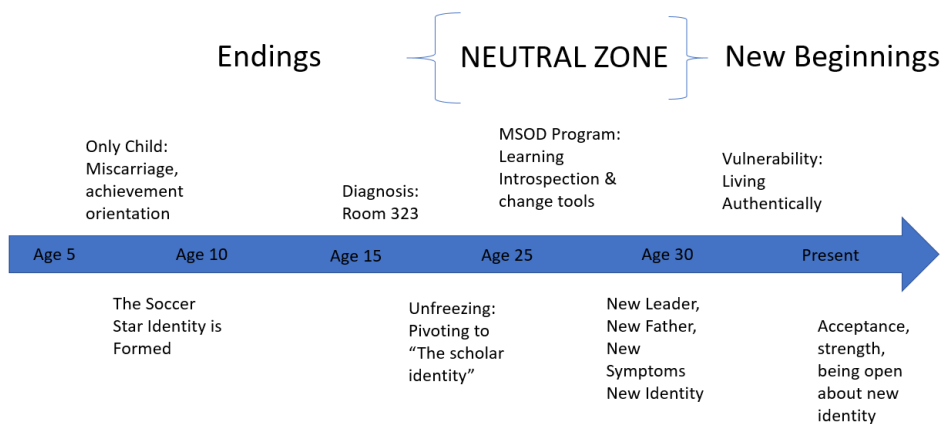 Endings
NEUTRAL ZONE
New Beginnings
Only Child:
Miscarriage,
achievement
orientation
Diagnosis:
Room 323
MSOD Program:
Learning
Introspection &
change tools
Vulnerability:
Living
Authentically
Age 5
Age 10
Age 15
Age 25
Age 30
Present
The Soccer
Star Identity is
Formed
Unfreezing:
Pivoting to
“The scholar
identity”
New Leader,
New Father,
New
Symptoms
New Identity
Acceptance,
strength,
being open
about new
identity